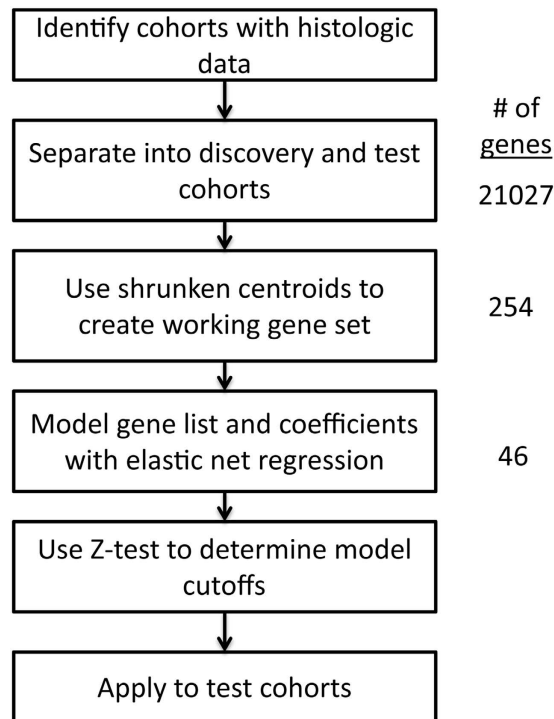 Identify cohorts with histologic
data
# of
genes
Separate into discovery and test
cohorts
21027
Use shrunken centroids to
create working gene set
254
Model gene list and coefficients
with elastic net regression
46
Use Z-test to determine model
cutoffs
Apply to test cohorts